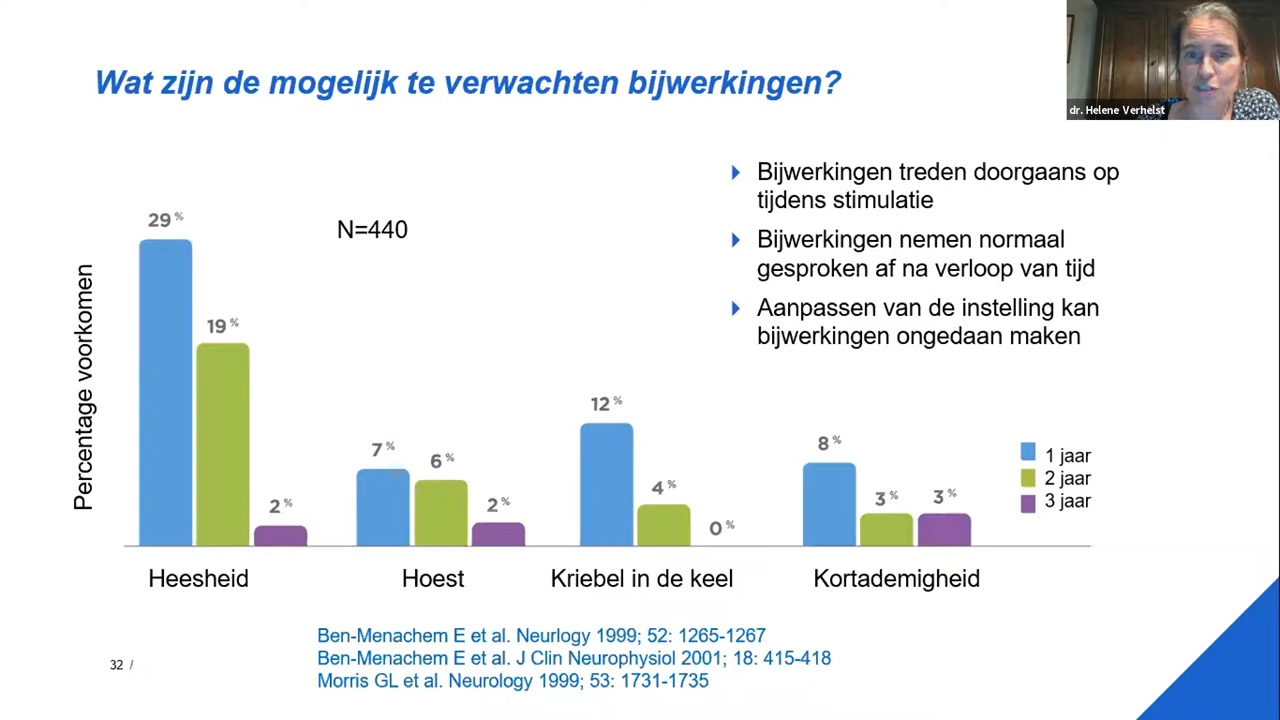 Wat zijn de mogelijk te verwachten bijwerkingen?
dr. Helene Verhelst
Bijwerkingen treden doorgaans op
tijdens stimulatie
Bijwerkingen nemen normaal
gesproken af na verloop van tijd
Aanpassen van de instelling kan
bijwerkingen ongedaan maken
Percentage voorkomen
N=440
29 %
19 %
2 %
7 %
6 %
2 %
12 %
4 %
0 %
8 %
3 %
3 %
1 jaar
2 jaar
3 jaar
Heesheid
Hoest
Kriebel in de keel
Kortademigheid
Ben-Menachem E et al. Neurlogy 1999; 52: 1265-1267
Ben-Menachem E et al. J Clin Neurophysiol 2001; 18: 415-418
Morris GL et al. Neurology 1999; 53: 1731-1735
32 /